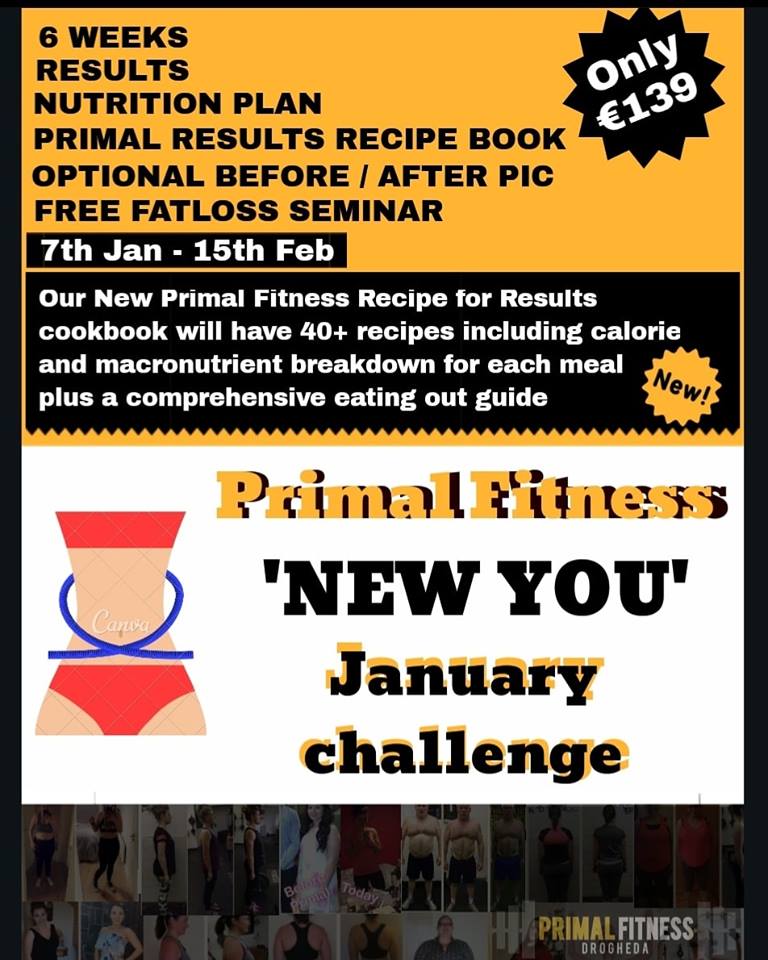 6 WEEKS
RESULTS
NUTRITION PLAN
PRIMAL RESULTS RECIPE BOOK
OPTIONAL BEFORE / AFTER PIC
FREE FATLOSS SEMINAR
7th Jan - 15th Feb
Only
€139
Our New Primal Fitness Recipe for Results
cookbook will have 40+ recipes including calorie
and macronutrient breakdown for each meal
plus a comprehensive eating out guide
New!
Primal Fitness
'NEW YOU'
January
challenge
Canva
Before
Primal
Today
PRIMAL FITNESS
DROGHEDA